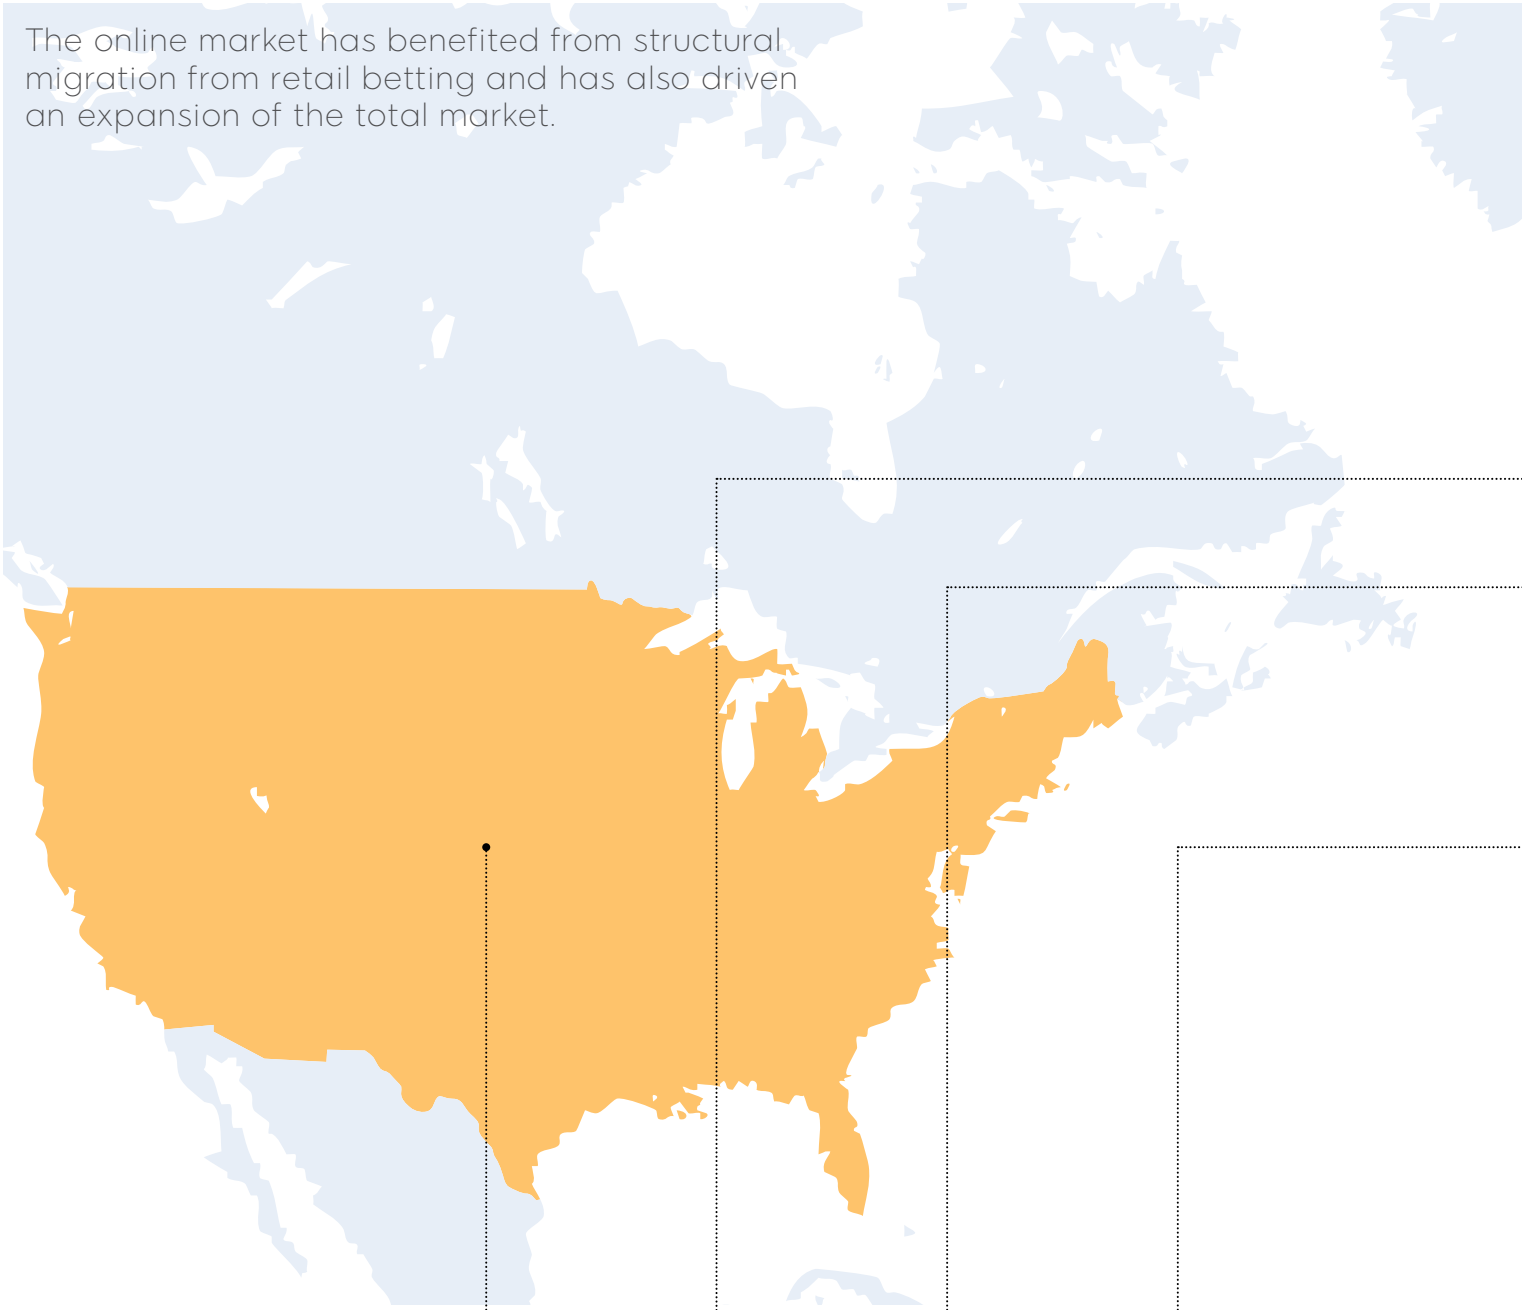 The online market has benefited from structural
migration from retail betting and has also driven
an expansion of the total market.